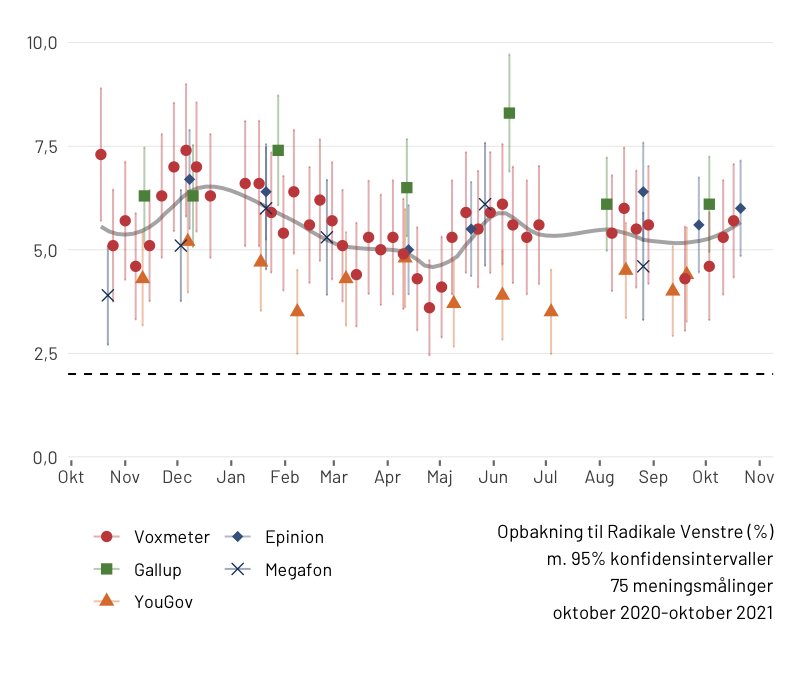 10,0
7,5
5,0
2,5
0,0
Okt Nov Dec Jan Feb Mar Apr Maj Jun Jul Aug Sep Okt Nov
Voxmeter Epinion
Gallup Megafon
YouGov
Opbakning til Radikale Venstre (%)
m. 95% konfidensintervaller
75 meningsmålinger
oktober 2020-oktober 2021